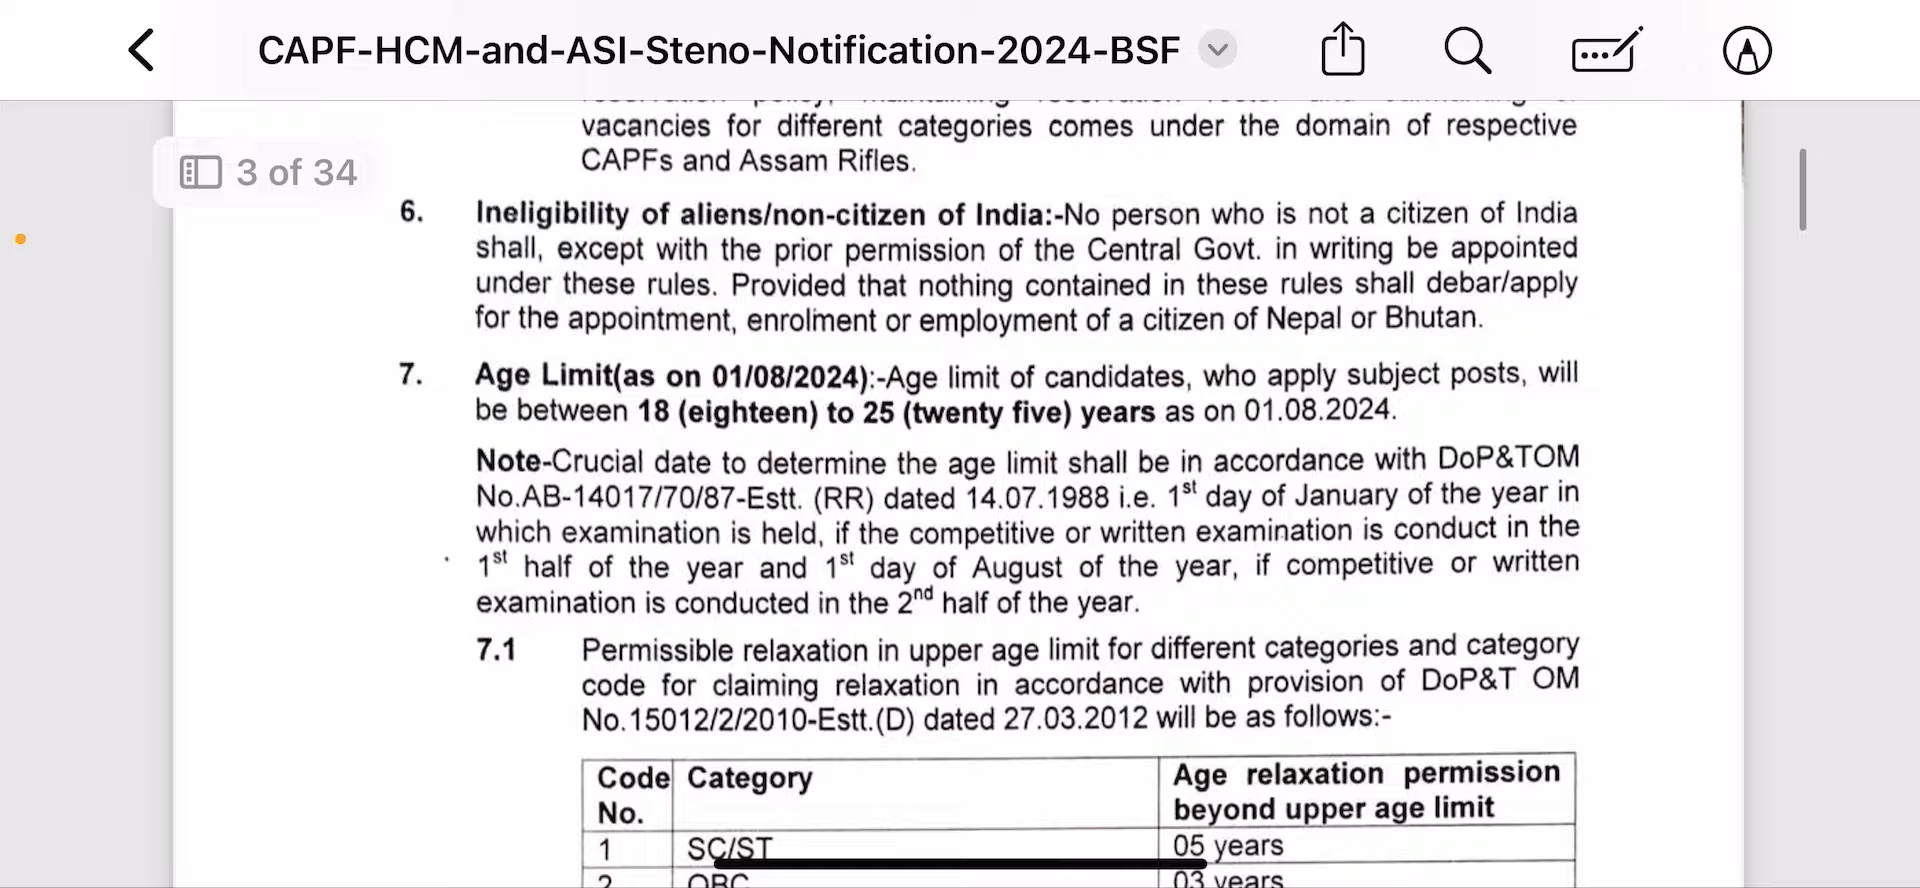 CAPF-HCM-and-ASI-Steno-Notification-2024-BSF
vacancies for different categories comes under the domain of respective
CAPFs and Assam Rifles.
3 of 34
6. Ineligibility of aliens/non-citizen of India:-No person who is not a citizen of India
shall, except with the prior permission of the Central Govt. in writing be appointed
under these rules. Provided that nothing contained in these rules shall debar/apply
for the appointment, enrolment or employment of a citizen of Nepal or Bhutan.
7. Age Limit(as on 01/08/2024):-Age limit of candidates, who apply subject posts, will
be between 18 (eighteen) to 25 (twenty five) years as on 01.08.2024.
Note-Crucial date to determine the age limit shall be in accordance with DoP&TOM
No.AB-14017/70/87-Estt. (RR) dated 14.07.1988 i.e. 1st day of January of the year in
which examination is held, if the competitive or written examination is conduct in the
1st half of the year and 1st day of August of the year, if competitive or written
examination is conducted in the 2nd half of the year.
7.1 Permissible relaxation in upper age limit for different categories and category
code for claiming relaxation in accordance with provision of DoP&T OM
No.15012/2/2010-Estt.(D) dated 27.03.2012 will be as follows:-
Code Category Age relaxation permission
No. beyond upper age limit
1 SC/ST 05 years
2 OBC 03 years